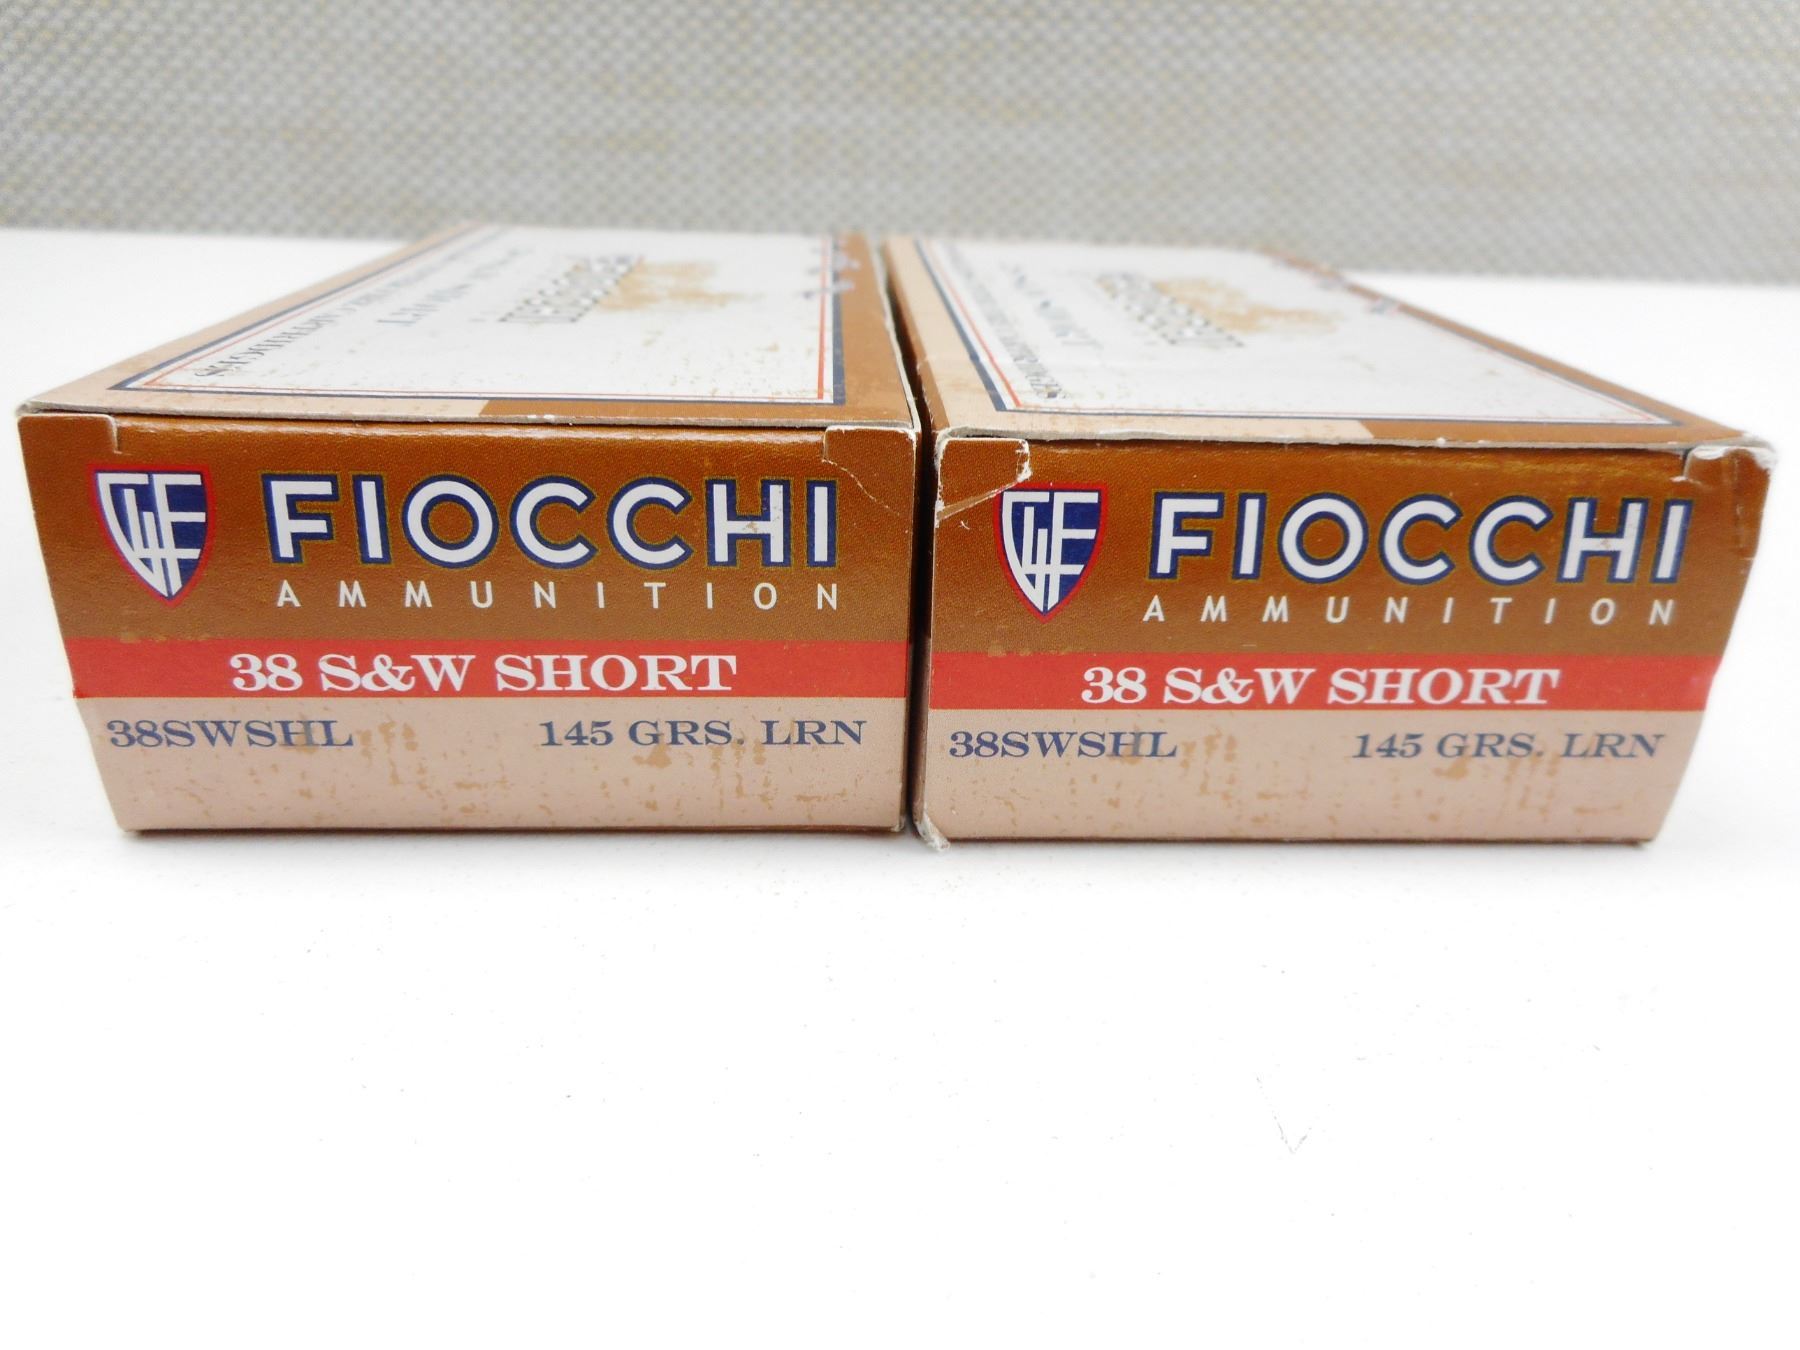 FIOCCHI
AMMUNITION
38 S&W SHORT
38SWSHL 145 GRS. LRN
FIOCCHI
AMMUNITION
38 S&W SHORT
38SWSHL 145 GRS. LRN